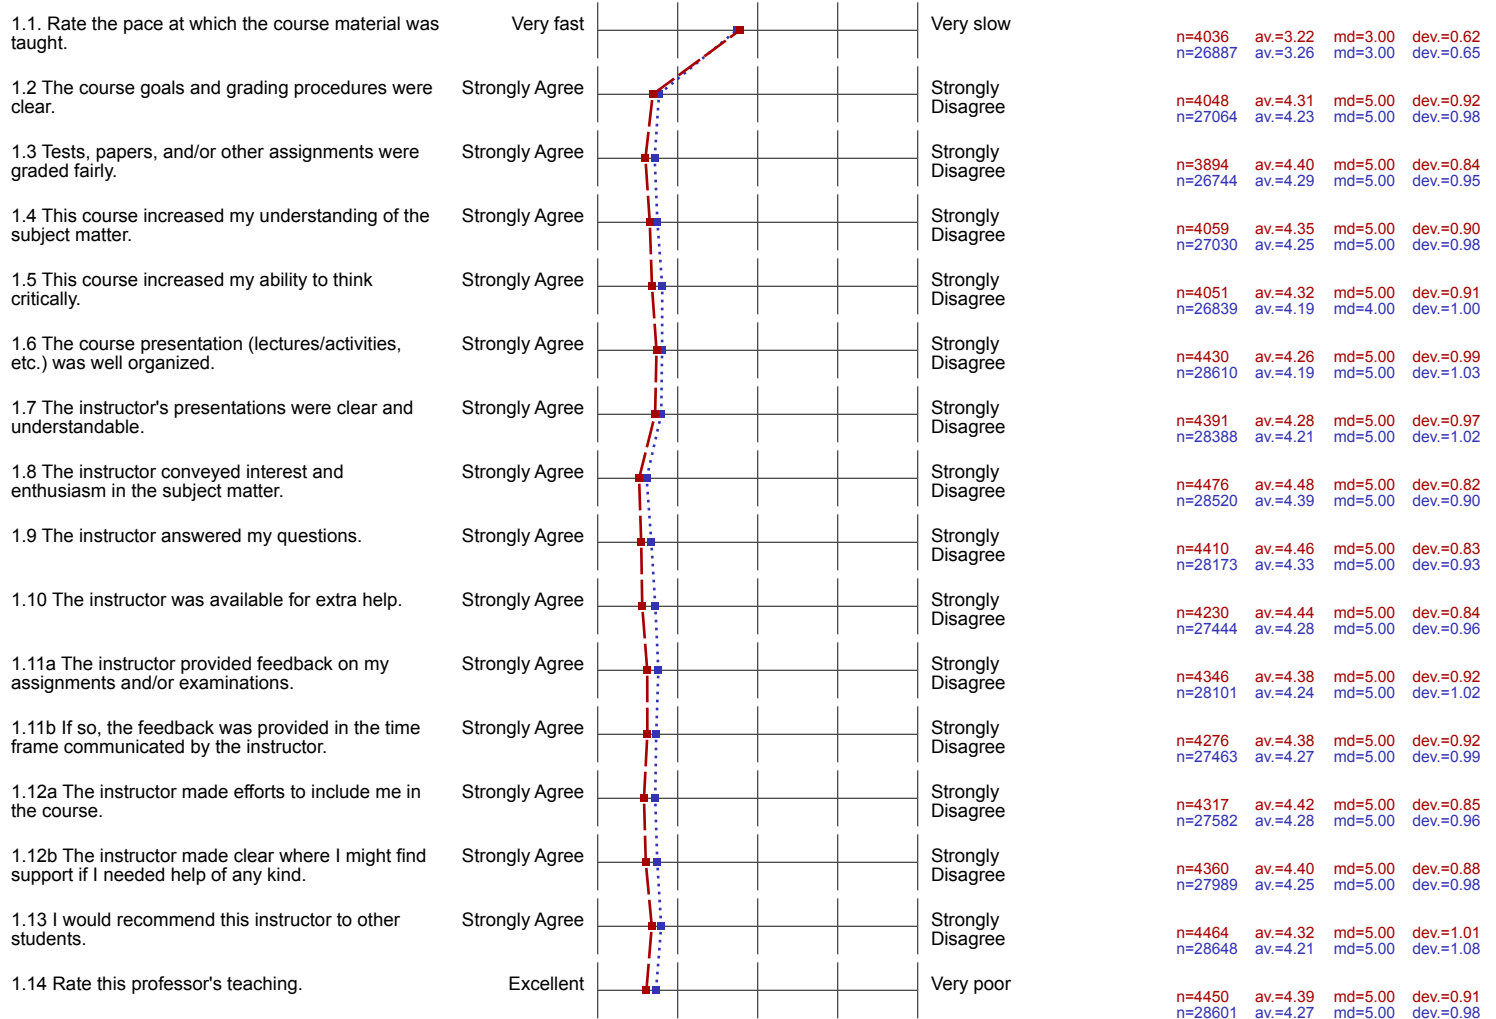 1.1. Rate the pace at which the course material was
taught.
Very fast
Very slow
n=4036 av.=3.22 md=3.00 dev.=0.62
n=26887 av.=3.26 md=3.00 dev.=0.65
1.2 The course goals and grading procedures were
clear.
Strongly Agree
Strongly
Disagree
n=4048 av.=4.31 md=5.00 dev.=0.92
n=27064 av.=4.23 md=5.00 dev.=0.98
1.3 Tests, papers, and/or other assignments were
graded fairly.
Strongly Agree
Strongly
Disagree
n=3894 av.=4.40 md=5.00 dev.=0.84
n=26744 av.=4.29 md=5.00 dev.=0.95
1.4 This course increased my understanding of the
subject matter.
Strongly Agree
Strongly
Disagree
n=4059 av.=4.35 md=5.00 dev.=0.90
n=27030 av.=4.25 md=5.00 dev.=0.98
1.5 This course increased my ability to think
critically.
Strongly Agree
Strongly
Disagree
n=4051 av.=4.32 md=5.00 dev.=0.91
n=26839 av.=4.19 md=4.00 dev.=1.00
1.6 The course presentation (lectures/activities,
etc.) was well organized.
Strongly Agree
Strongly
Disagree
n=4430 av.=4.26 md=5.00 dev.=0.99
n=28610 av.=4.19 md=5.00 dev.=1.03
1.7 The instructor's presentations were clear and
understandable.
Strongly Agree
Strongly
Disagree
n=4391 av.=4.28 md=5.00 dev.=0.97
n=28388 av.=4.21 md=5.00 dev.=1.02
1.8 The instructor conveyed interest and
enthusiasm in the subject matter.
Strongly Agree
Strongly
Disagree
n=4476 av.=4.48 md=5.00 dev.=0.82
n=28520 av.=4.39 md=5.00 dev.=0.90
1.9 The instructor answered my questions.
Strongly Agree
Strongly
Disagree
n=4410 av.=4.46 md=5.00 dev.=0.83
n=28173 av.=4.33 md=5.00 dev.=0.93
1.10 The instructor was available for extra help.
Strongly Agree
Strongly
Disagree
n=4230 av.=4.44 md=5.00 dev.=0.84
n=27444 av.=4.28 md=5.00 dev.=0.96
1.11a The instructor provided feedback on my
assignments and/or examinations.
Strongly Agree
Strongly
Disagree
n=4346 av.=4.38 md=5.00 dev.=0.92
n=28101 av.=4.24 md=5.00 dev.=1.02
1.11b If so, the feedback was provided in the time
frame communicated by the instructor.
Strongly Agree
Strongly
Disagree
n=4276 av.=4.38 md=5.00 dev.=0.92
n=27463 av.=4.27 md=5.00 dev.=0.99
1.12a The instructor made efforts to include me in
the course.
Strongly Agree
Strongly
Disagree
n=4317 av.=4.42 md=5.00 dev.=0.85
n=27582 av.=4.28 md=5.00 dev.=0.96
1.12b The instructor made clear where I might find
support if I needed help of any kind.
Strongly Agree
Strongly
Disagree
n=4360 av.=4.40 md=5.00 dev.=0.88
n=27989 av.=4.25 md=5.00 dev.=0.98
1.13 I would recommend this instructor to other
students.
Strongly Agree
Strongly
Disagree
n=4464 av.=4.32 md=5.00 dev.=1.01
n=28648 av.=4.21 md=5.00 dev.=1.08
1.14 Rate this professor's teaching.
Excellent
Very poor
n=4450 av.=4.39 md=5.00 dev.=0.91
n=28601 av.=4.27 md=5.00 dev.=0.98